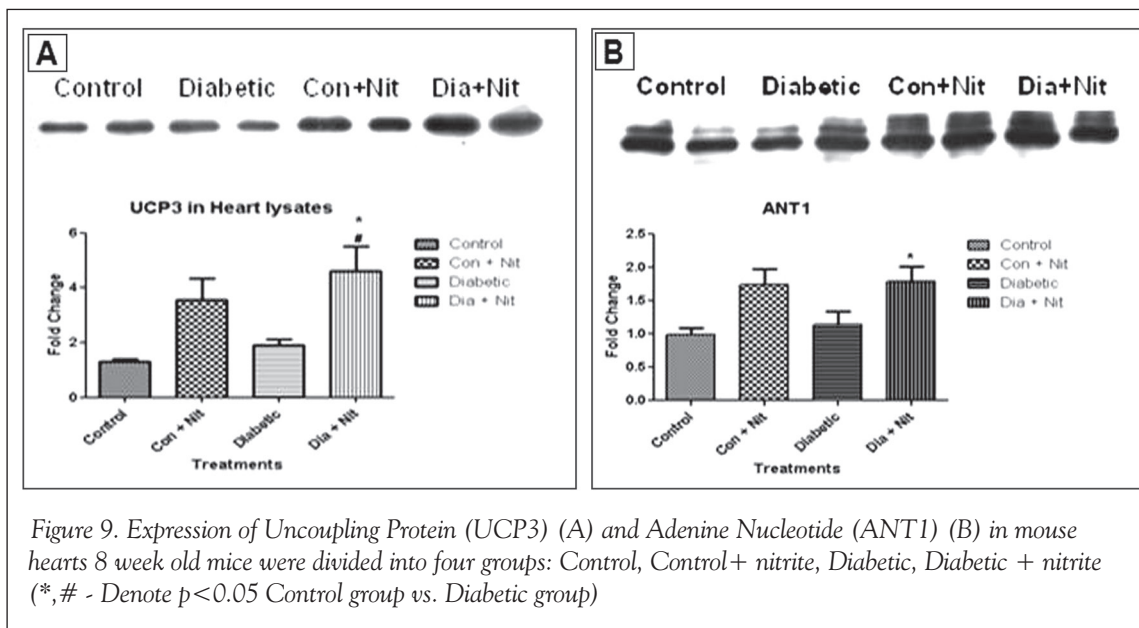 A
Control Diabetic Con+Nit Dia+Nit
UCP3 in Heart lysates
Fold Change
6
4
2
0
*
#
Control
Con + Nit
Diabetic
Dia + Nit
Control
Con + Nit
Diabetic
Dia + Nit
Treatments
B
Control Diabetic Con+Nit Dia+Nit
ANT1
Fold Change
2.5
2.0
1.5
1.0
0.5
0.0
*
Control
Con + Nit
Diabetic
Dia + Nit
Control
Con + Nit
Diabetic
Dia + Nit
Treatments
Figure 9. Expression of Uncoupling Protein (UCP3) (A) and Adenine Nucleotide (ANT1) (B) in mouse
hearts 8 week old mice were divided into four groups: Control, Control+ nitrite, Diabetic, Diabetic + nitrite
(*,# - Denote p<0.05 Control group vs. Diabetic group)